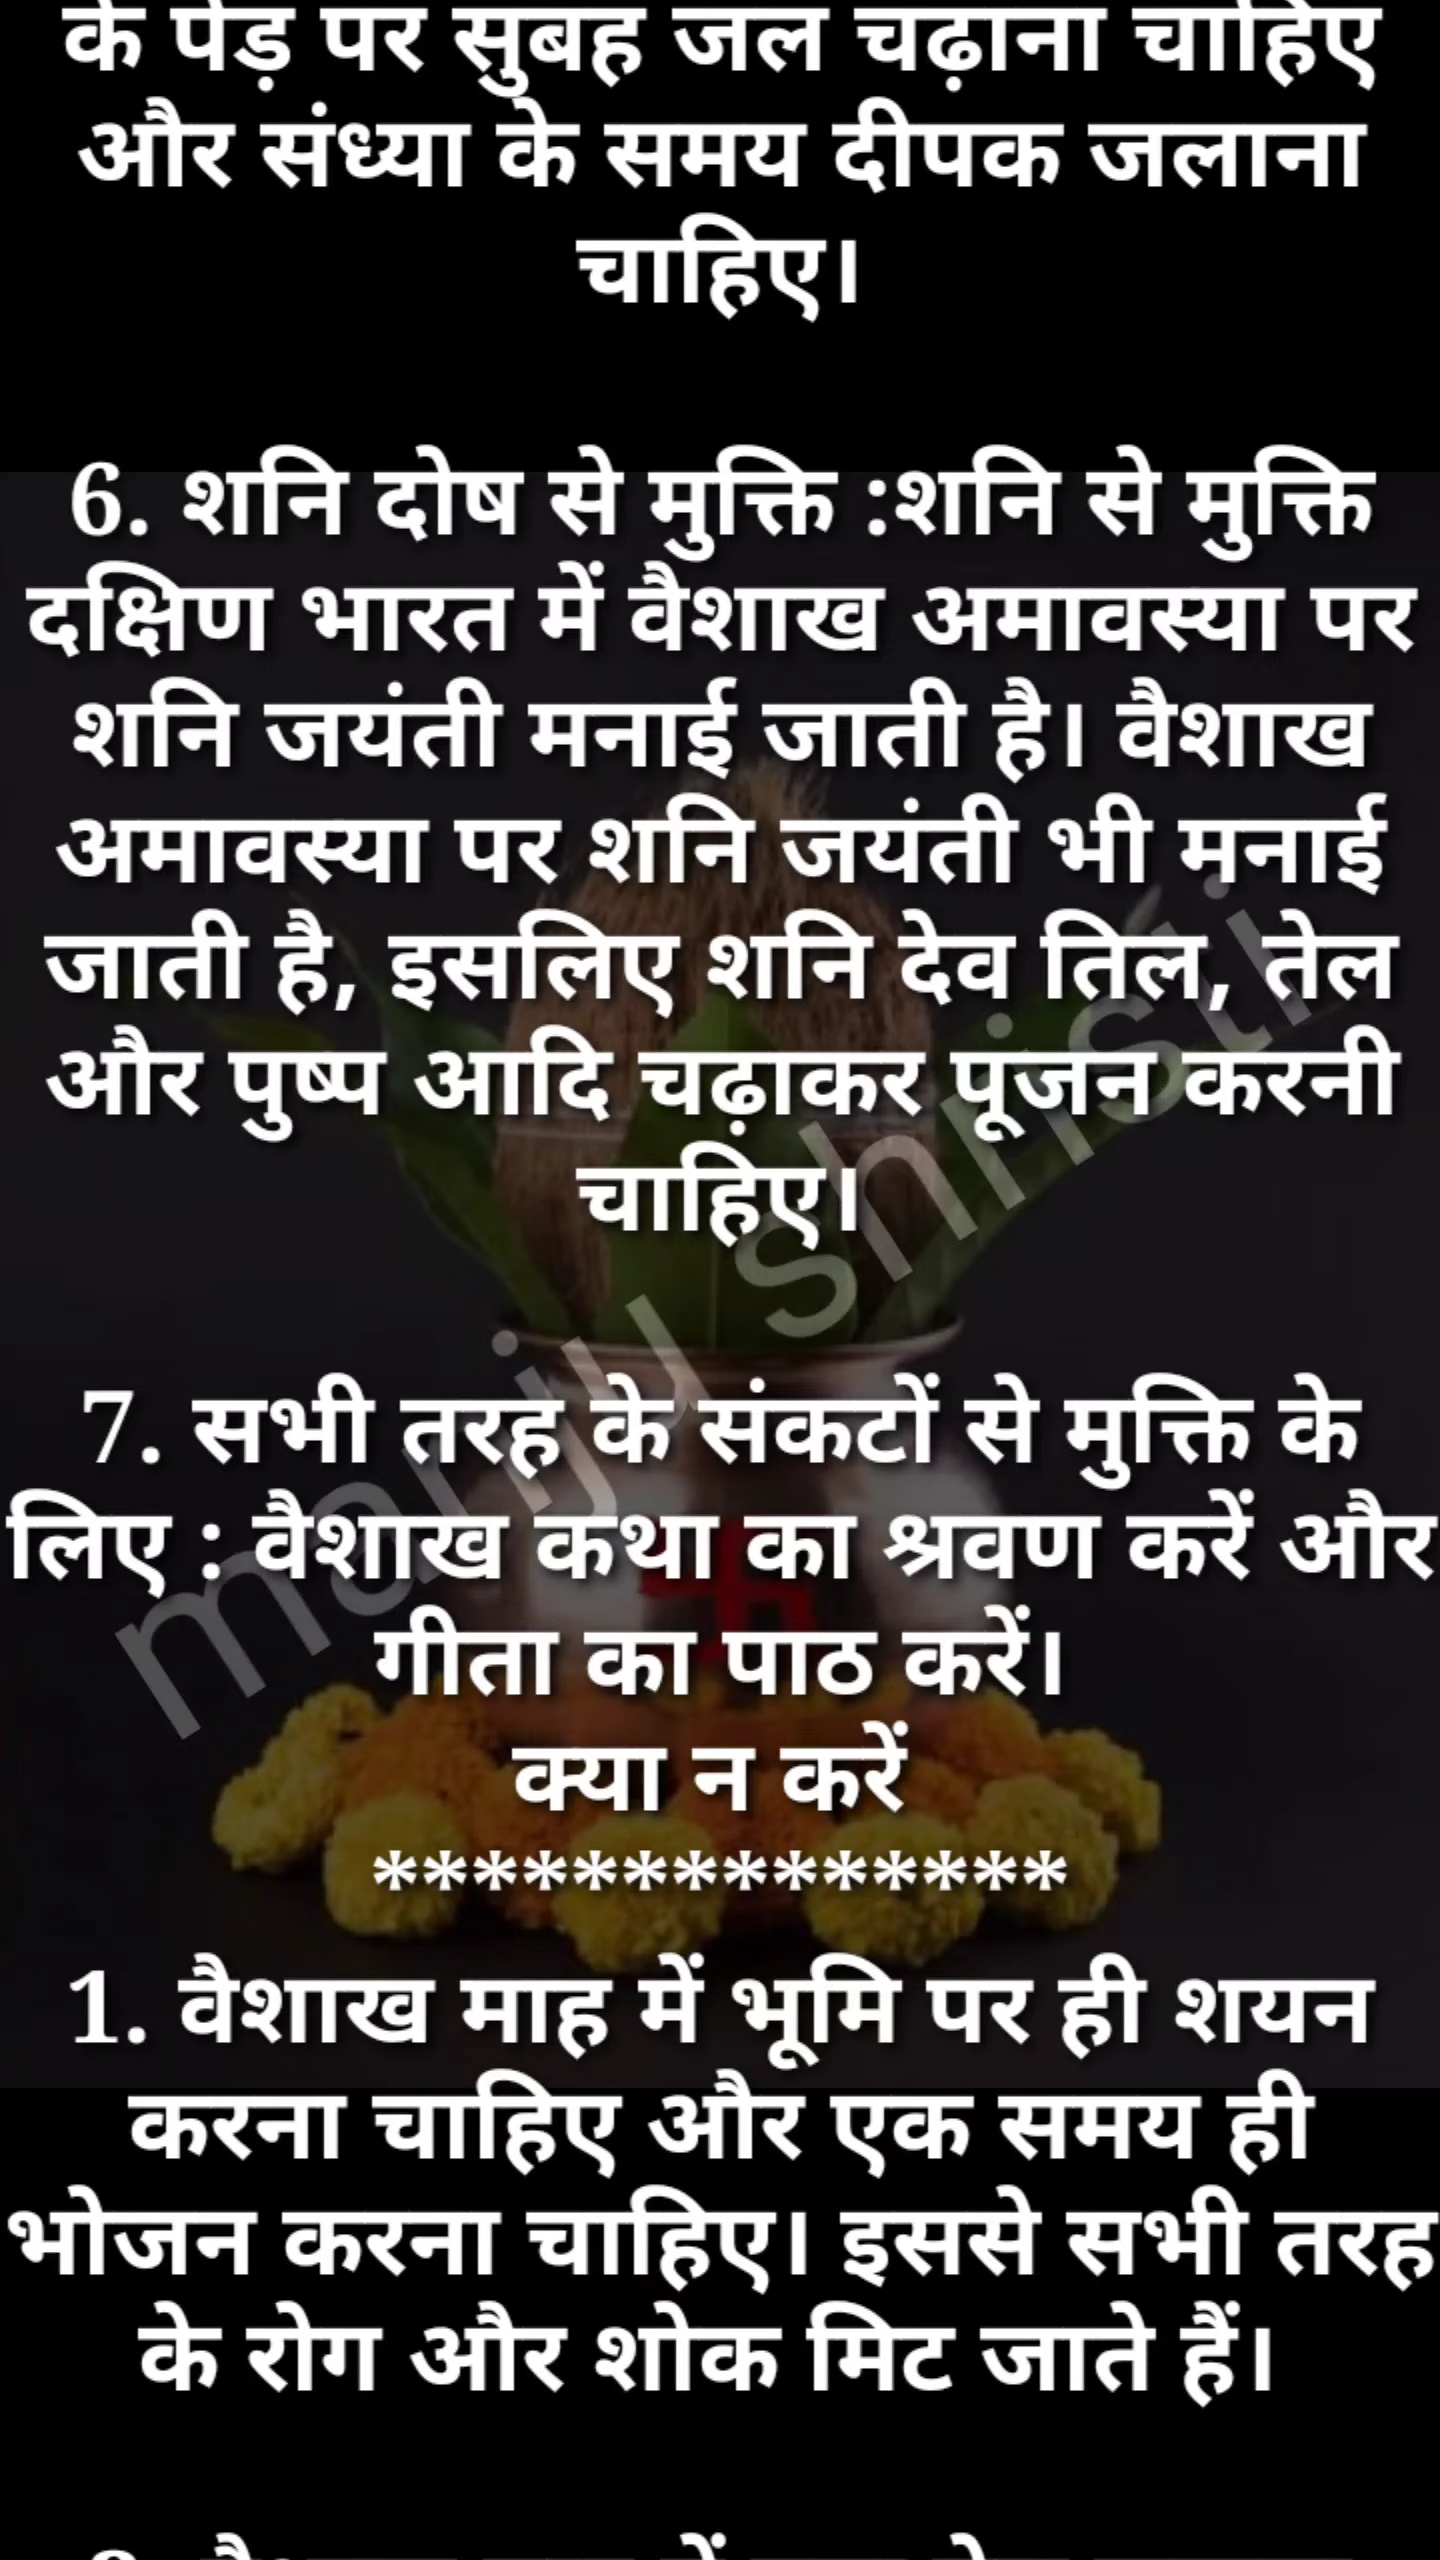 के पेड़ पर सुबह जल चढ़ाना चाहिए
और संध्या के समय दीपक जलाना
चाहिए।
6. शनि दोष से मुक्ति :शनि से मुक्ति
दक्षिण भारत में वैशाख अमावस्या पर
शनि जयंती मनाई जाती है। वैशाख
अमावस्या पर शनि जयंती भी मनाई
जाती है, इसलिए शनि देव तिल, तेल
और पुष्प आदि चढ़ाकर पूजन करनी
चाहिए।
7. सभी तरह के संकटों से मुक्ति के
लिए : वैशाख कथा का श्रवण करें और
गीता का पाठ करें।
क्या न करें
**************
1. वैशाख माह में भूमि पर ही शयन
करना चाहिए और एक समय ही
भोजन करना चाहिए। इससे सभी तरह
के रोग और शोक मिट जाते हैं।
manju shristi